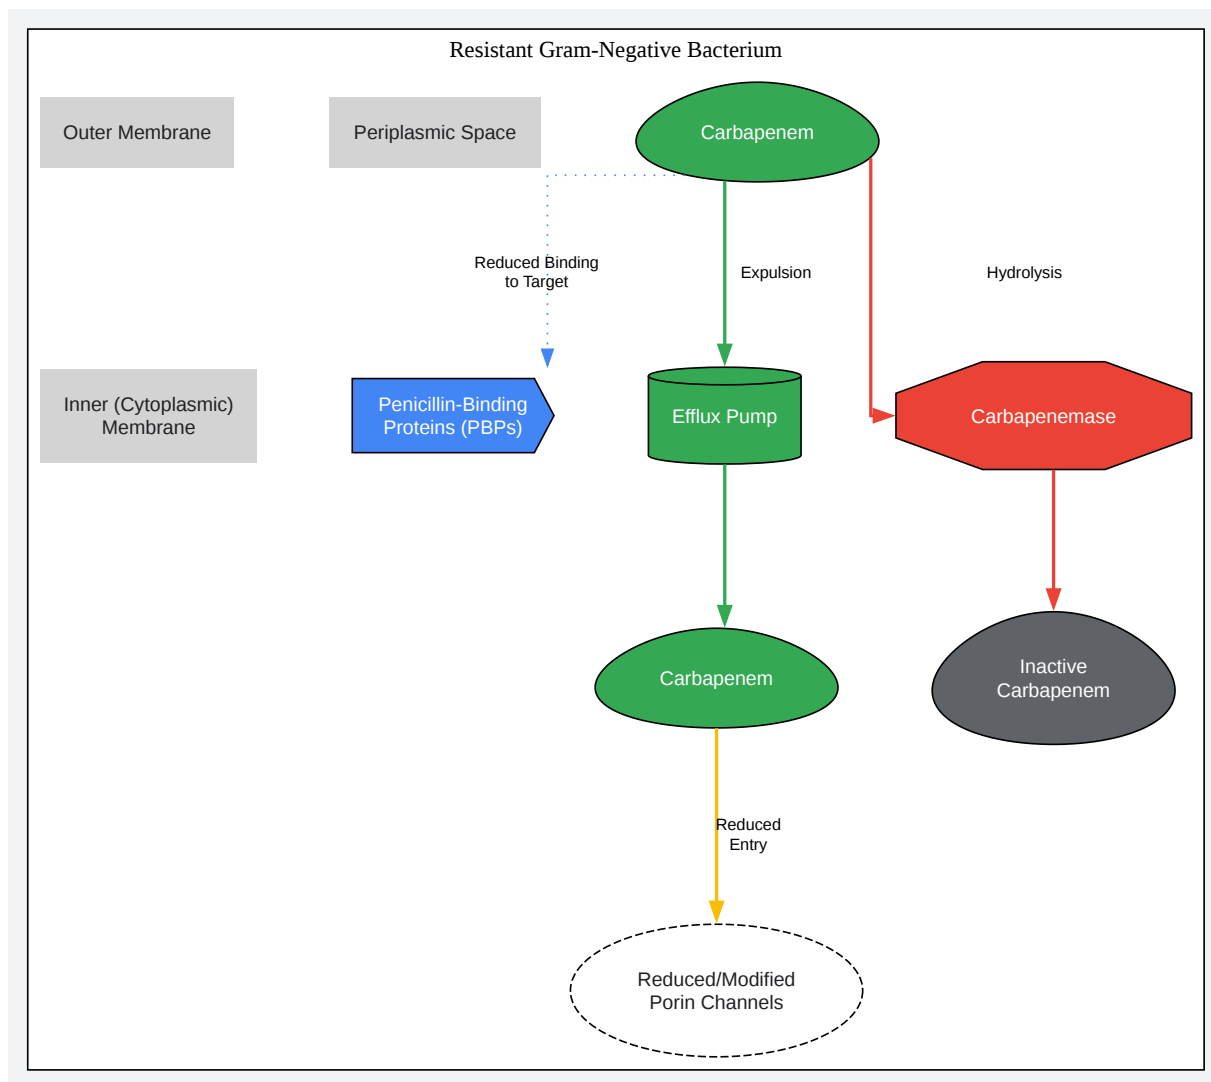 Resistant Gram-Negative Bacterium
Outer Membrane
Periplasmic Space
Carbapenem
Reduced Binding
to Target
Expulsion
Hydrolysis
Inner (Cytoplasmic)
Membrane
Penicillin-Binding
Proteins (PBPs)
Efflux Pump
Carbapenemase
Carbapenem
Inactive
Carbapenem
Reduced
Entry
Reduced/Modified
Porin Channels